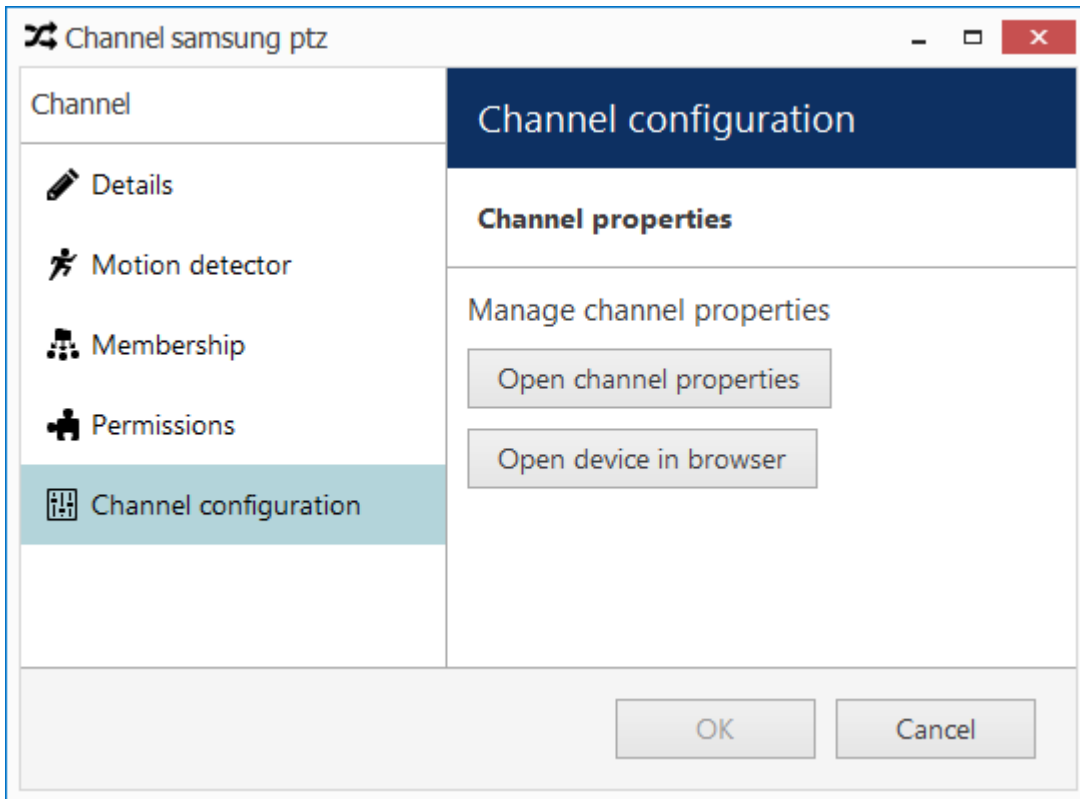 Channel samsung ptz
Channel
Details
Motion detector
Membership
Permissions
Channel configuration
Channel configuration
Channel properties
Manage channel properties
Open channel properties
Open device in browser
OK
Cancel